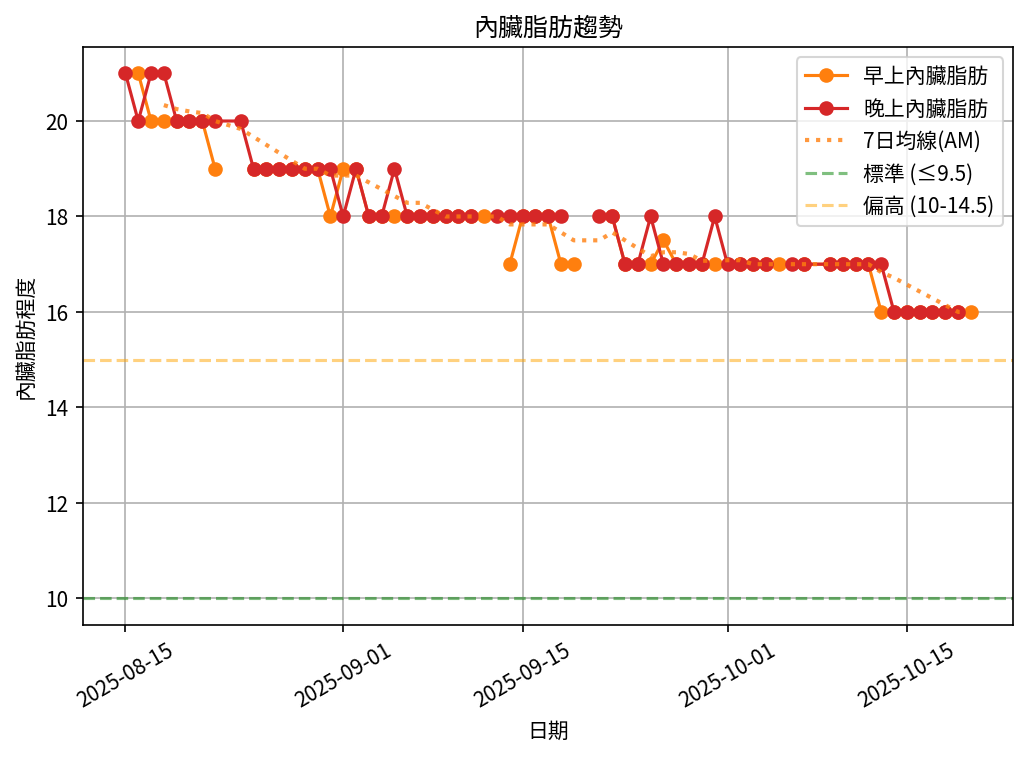 內臟脂肪趨勢
早上內臟脂肪
晚上內臟脂肪
7日均線(AM)
標準 (≤9.5)
偏高 (10-14.5)
內臟脂肪程度
20
18
16
14
12
10
2025-08-15
2025-09-01
2025-09-15
2025-10-01
2025-10-15
日期